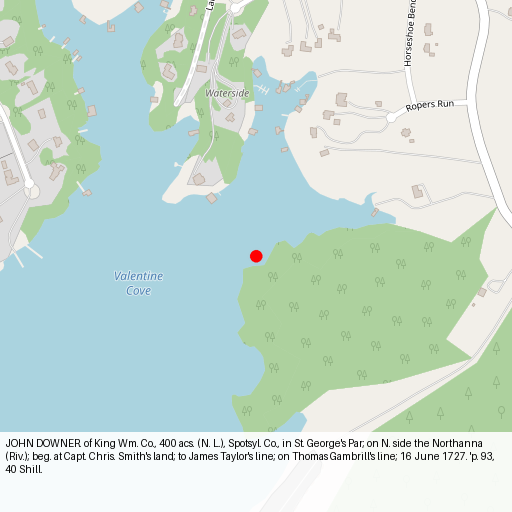 Waterside
Horseshoe Bend
Ropers Run
Valentine
Cove
JOHN DOWNER of King Wm. Co., 400 acs. (N. L.), Spotsyl. Co., in St. George's Par; on N. side the Northanna
(Riv.); beg. at Capt. Chris. Smith's land; to James Taylor's line; on Thomas Gambrill's line; 16 June 1727. 'p. 93,
40 Shill.